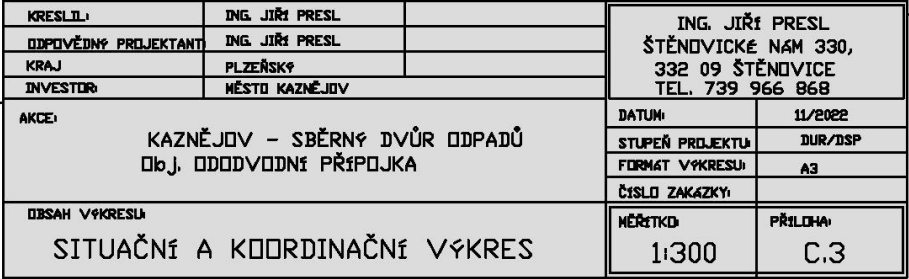 KRESLIL: ING. JIŘÍ PRESL
ODPOVĚDNÝ PROJEKTANT: ING. JIŘÍ PRESL
KRAJ PLZEŇSKÝ
INVESTOR: MĚSTO KAZNĚJOV
ING. JIŘÍ PRESL
ŠTĚNOVICKÉ NÁM 330,
332 09 ŠTĚNOVICE
TEL. 739 966 868
AKCE:
KAZNĚJOV - SBĚRNÝ DVŮR ODPADŮ
Obj. ODODVODNÍ PŘÍPOJKA
DATUM: 11/2022
STUPEŇ PROJEKTU: DUR/DSP
FORMÁT VÝKRESU: A3
ČÍSLO ZAKÁZKY:
OBSAH VÝKRESU:
SITUAČNÍ A KOORDINAČNÍ VÝKRES
MĚŘÍTKO: PŘÍLOHA:
1:300 C.3